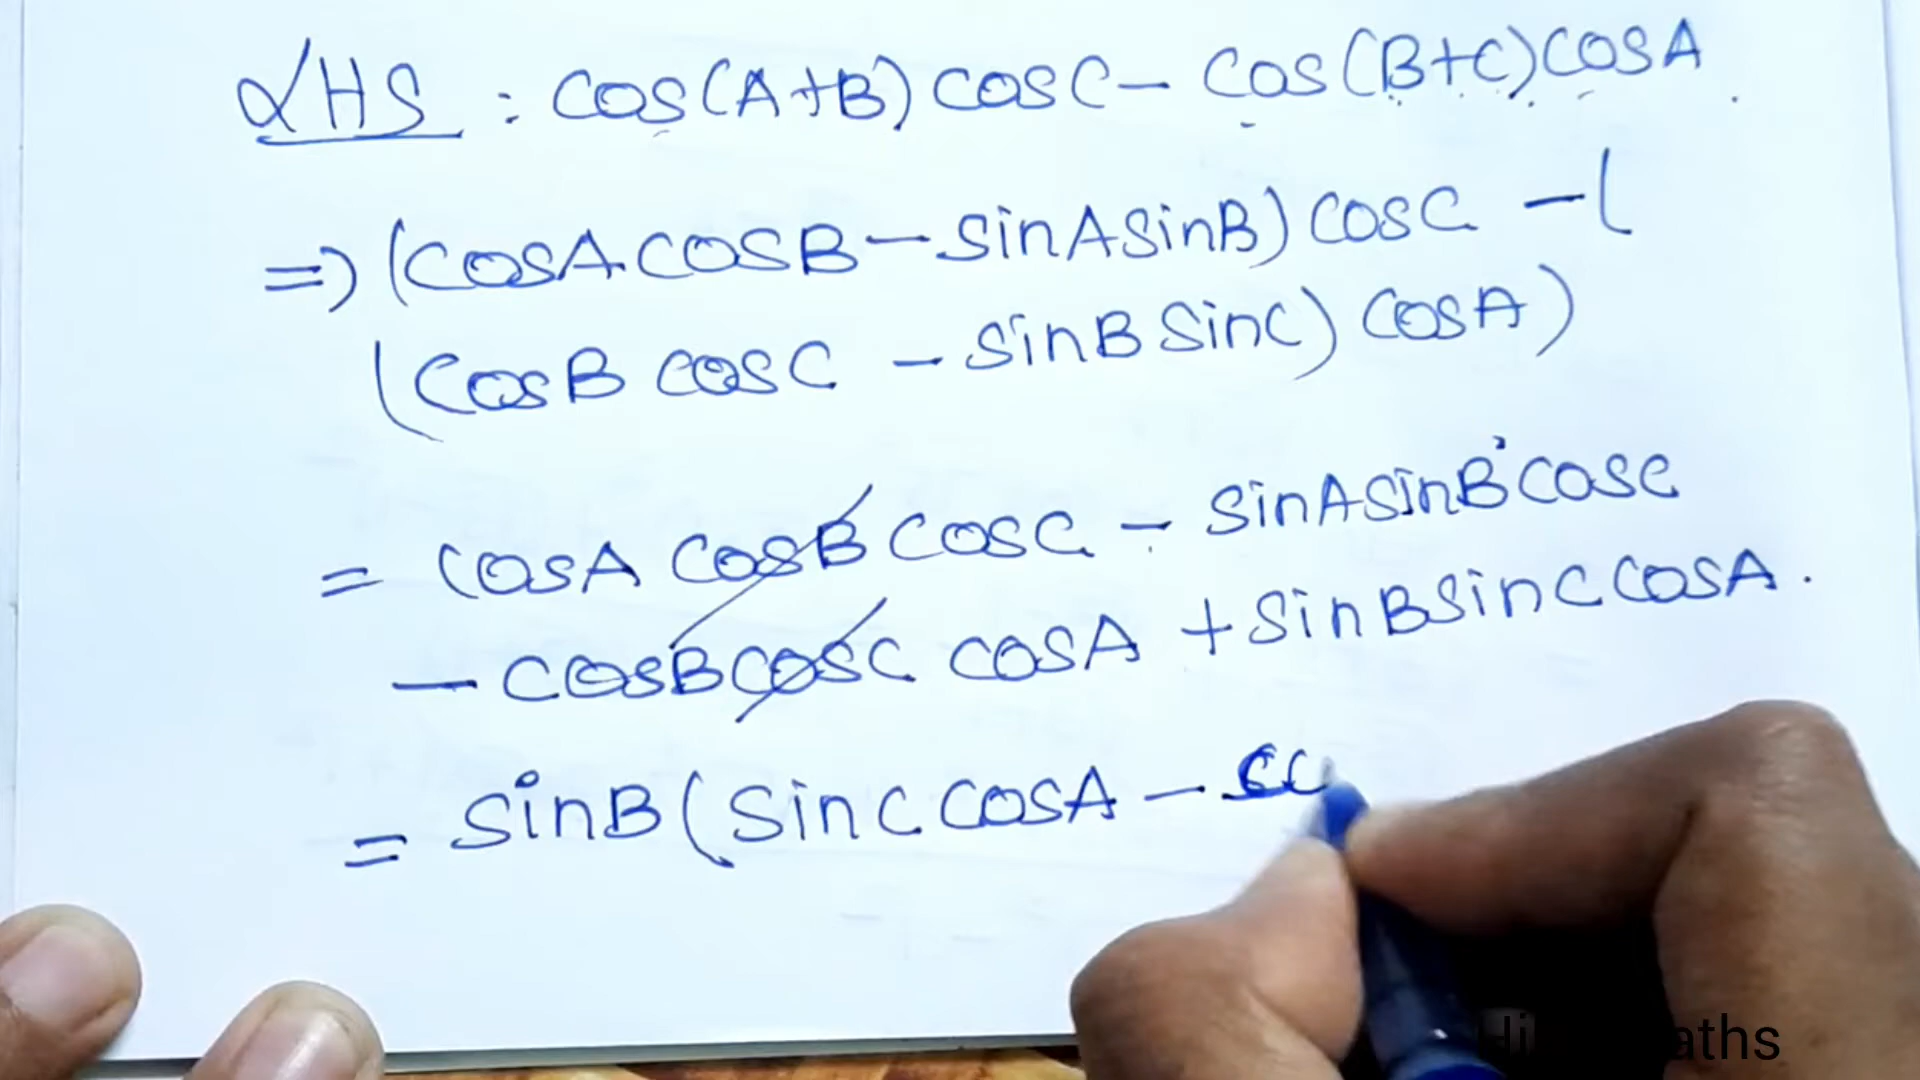 LHS : cos(A+B) cosC - cos(B+C)cosA
=) (cosA cosB - sinA sinB) cosC - (
(cosB cosC - sinB sinC) cosA)
= cosA cosB cosC - sinA sinB cosC
- cosB cosC cosA + sinB sinC cosA.
= sinB (sinC cosA -